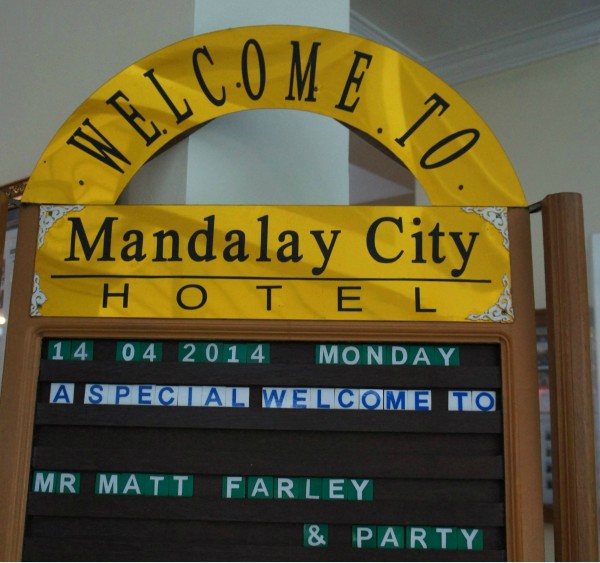 WELCOME TO
Mandalay City
HOTEL
14 04 2014 MONDAY
A SPECIAL WELCOME TO
MR MATT FARLEY
& PARTY